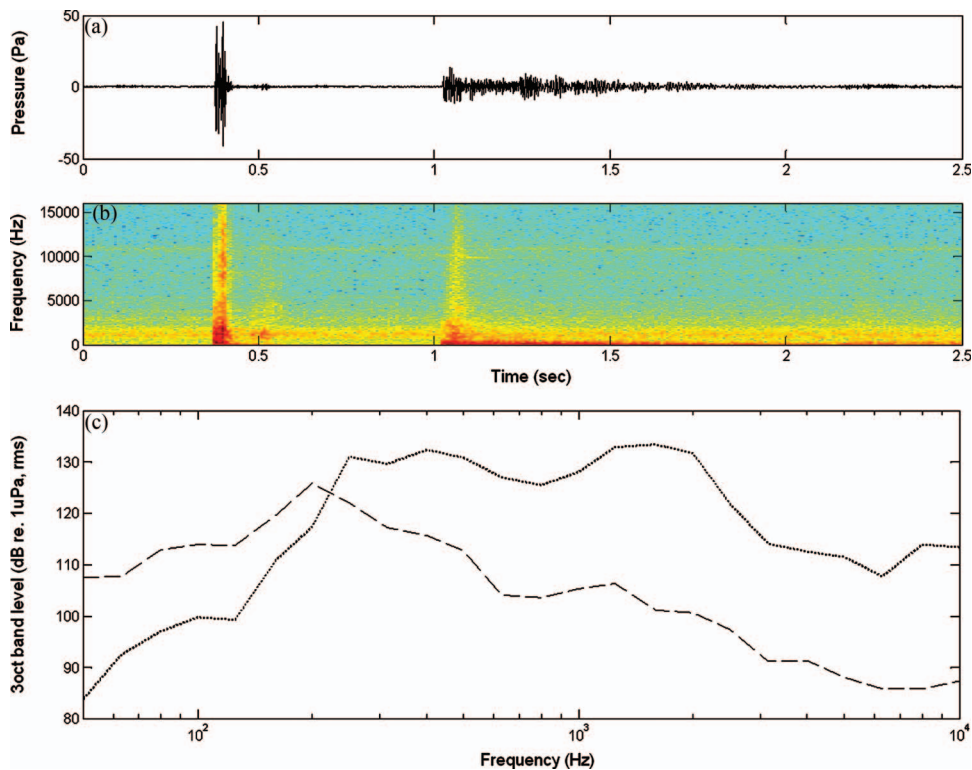 (a)
Pressure (Pa)
50
0
-50
0 0.5 1 1.5 2 2.5
(b)
Frequency (Hz)
15000
10000
5000
0
0 0.5 1 1.5 2 2.5
Time (sec)
(c)
3oct band level (dB re. 1uPa, rms)
140
130
120
110
100
90
80
10² 10³ 10⁴
Frequency (Hz)